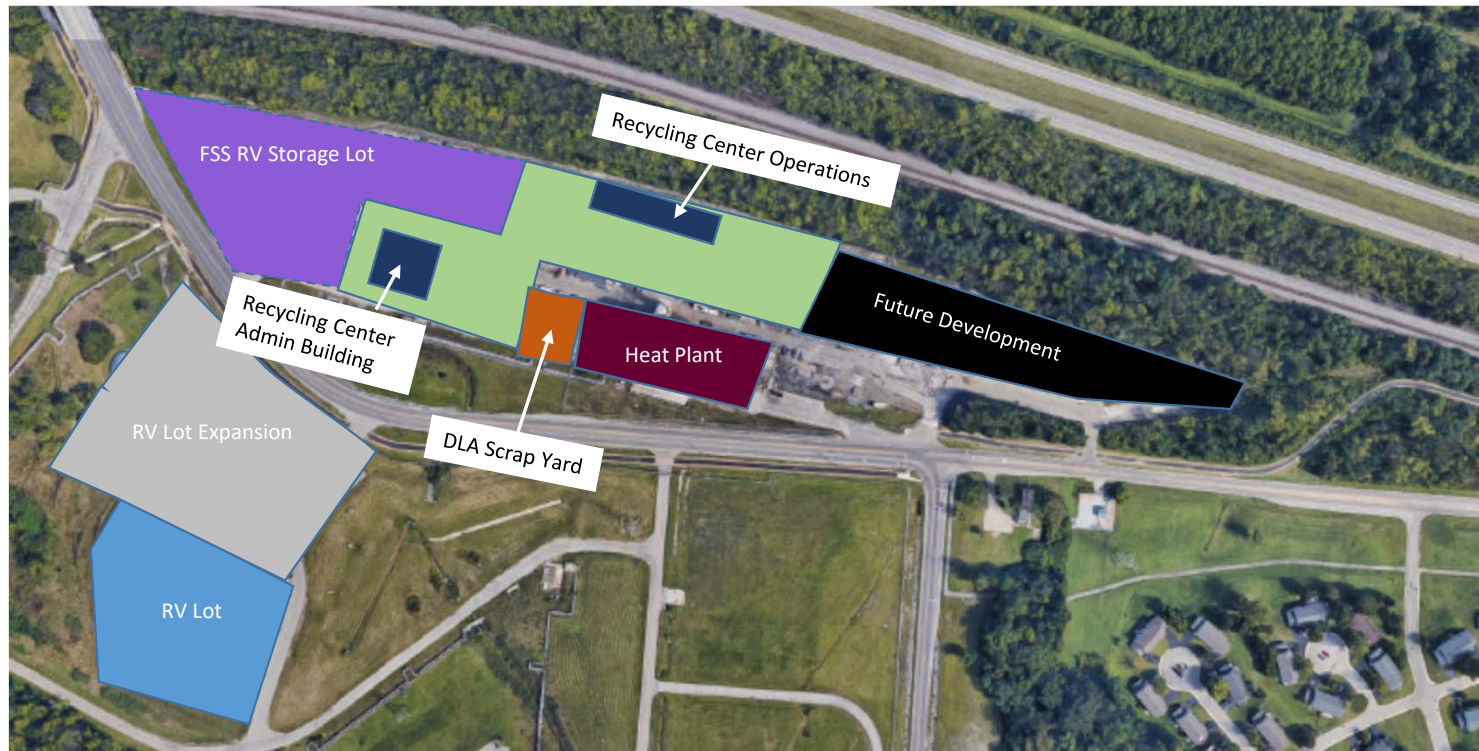 FSS RV Storage Lot
Recycling Center Operations
Recycling Center
Admin Building
Future Development
Heat Plant
DLA Scrap Yard
RV Lot Expansion
RV Lot